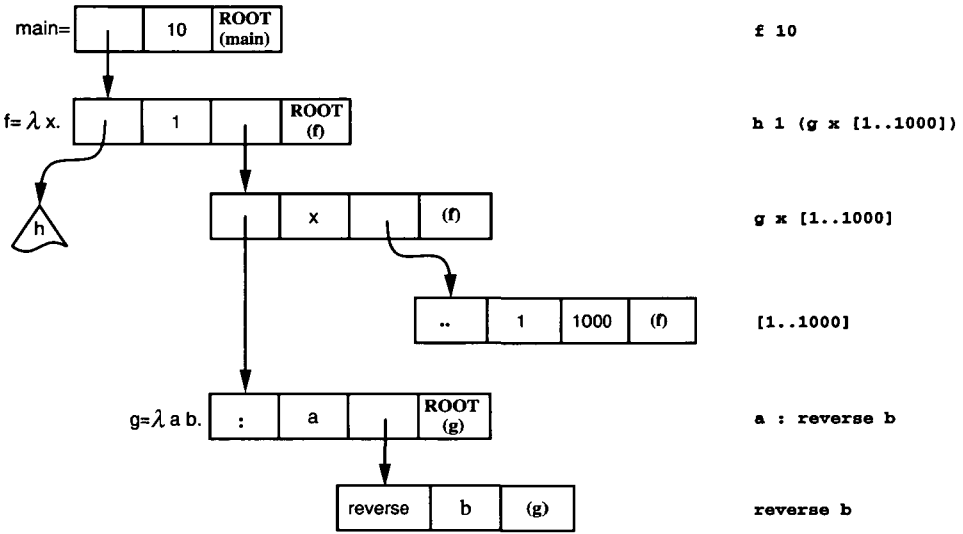 main= 10 ROOT (main) f 10
f= λ x. 1 ROOT (f) h 1 (g x [1..1000])
h
x (f) g x [1..1000]
.. 1 1000 (f) [1..1000]
g= λ a b. : a ROOT (g) a : reverse b
reverse b (g) reverse b